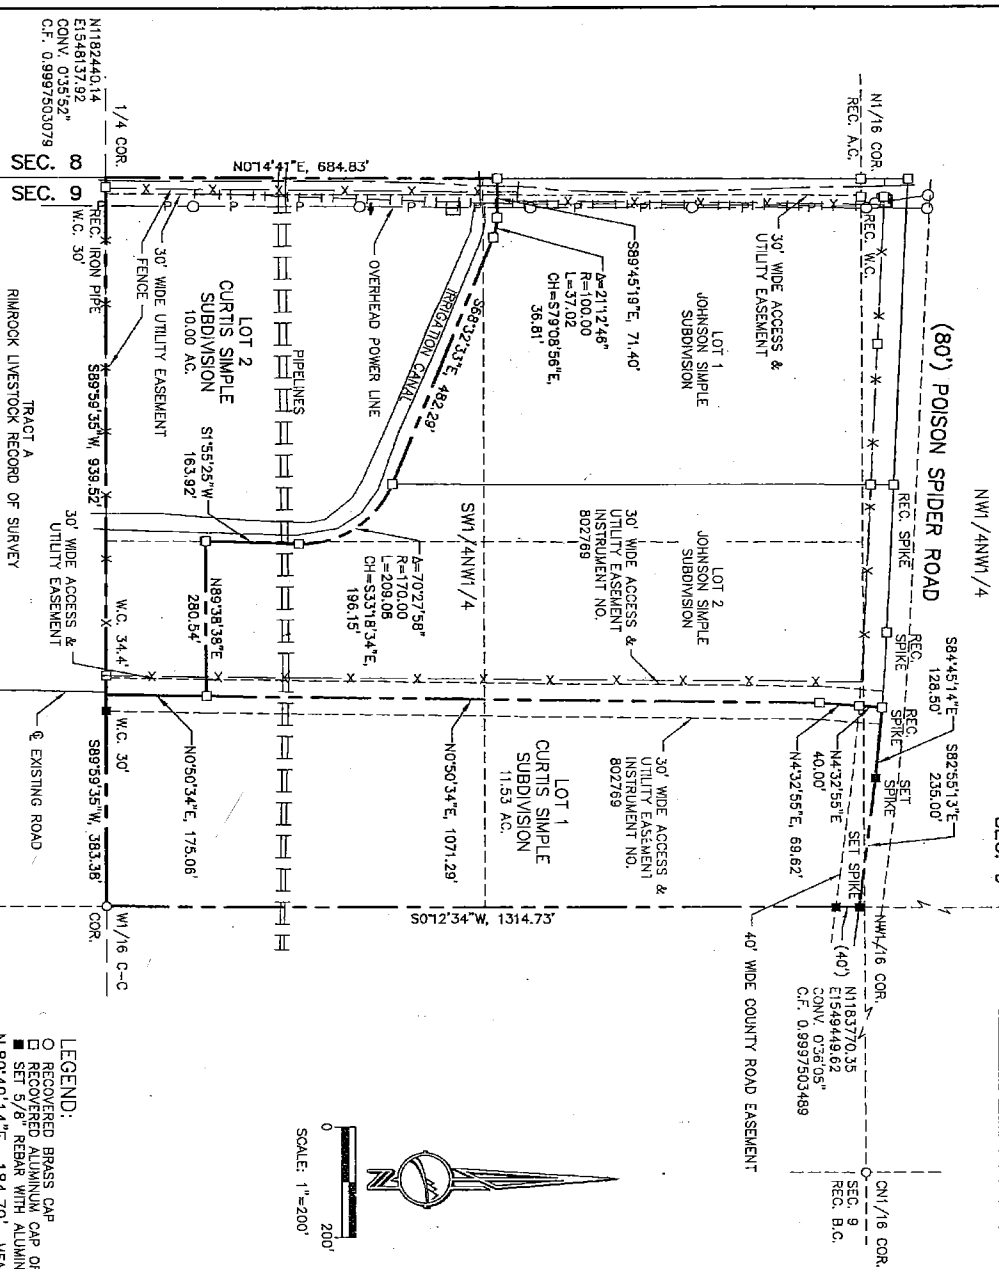 NW1/4NW1/4
(80') POISON SPIDER ROAD
N1/16 COR.
REC. A.C.
REC. W.C.
REC. SPIKE
REC.
SPIKE
REC.
SPIKE
SET
SPIKE
SET SPIKE
S84°45'14"E
128.50'
S82°55'13"E
235.00'
NW1/16 COR.
(40')
N1183770.35
E1549449.62
CONV. 0°36'05"
C.F. 0.9997503489
CN1/16 COR.
SEC. 9
REC. B.C.
40' WIDE COUNTY ROAD EASEMENT
30' WIDE ACCESS &
UTILITY EASEMENT
LOT 1
JOHNSON SIMPLE
SUBDIVISION
S89°45'19"E, 71.40'
Δ=21°12'46"
R=100.00
L=37.02
CH=S79°08'56"E,
36.81'
LOT 2
JOHNSON SIMPLE
SUBDIVISION
30' WIDE ACCESS &
UTILITY EASEMENT
INSTRUMENT NO.
802769
N4°32'55"E
40.00'
N4°32'55"E, 69.62'
30' WIDE ACCESS &
UTILITY EASEMENT
INSTRUMENT NO.
802769
LOT 1
CURTIS SIMPLE
SUBDIVISION
11.53 AC.
N0°50'34"E, 1071.29'
S0°12'34"W, 1314.73'
SW1/4NW1/4
N0°14'41"E, 684.83'
S68°32'33"E, 482.29'
IRRIGATION CANAL
OVERHEAD POWER LINE
Δ=70°27'58"
R=170.00
L=209.08
CH=S33°18'34"E,
196.15'
PIPELINES
LOT 2
CURTIS SIMPLE
SUBDIVISION
10.00 AC.
S1°55'25"W
163.92'
N89°38'38"E
280.54'
N0°50'34"E, 175.06'
30' WIDE UTILITY EASEMENT
FENCE
1/4 COR.
N1182440.14
E1548137.92
CONV. 0°35'52"
C.F. 0.9997503079
SEC. 8
SEC. 9
REC. IRON PIPE
W.C. 30'
S89°59'35"W, 939.52'
W.C. 34.4'
W.C. 30'
S89°59'35"W, 383.38'
W1/16 C-C
COR.
30' WIDE ACCESS &
UTILITY EASEMENT
℄ EXISTING ROAD
TRACT A
RIMROCK LIVESTOCK RECORD OF SURVEY
0
200'
SCALE: 1"=200'
LEGEND:
○ RECOVERED BRASS CAP
□ RECOVERED ALUMINUM CAP
■ SET 5/8" REBAR WITH